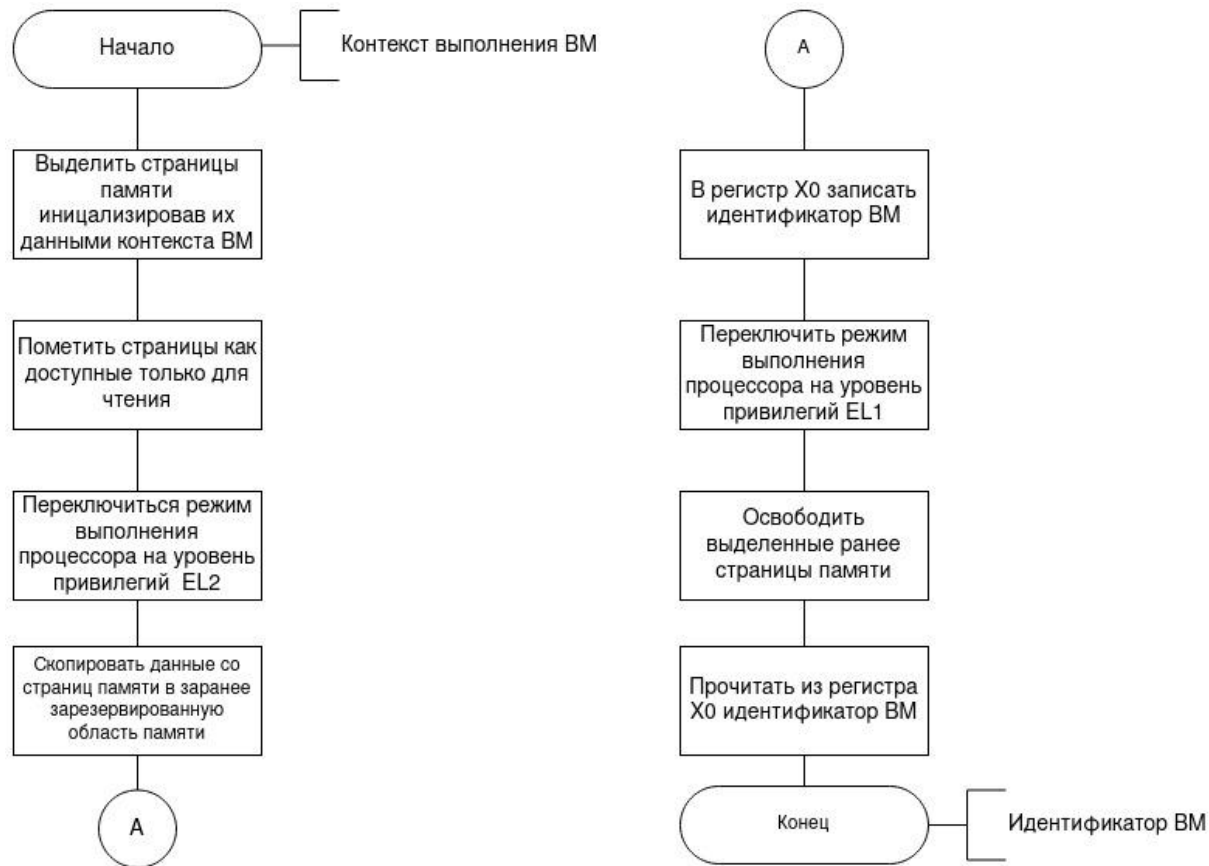 Начало
Контекст выполнения ВМ
Выделить страницы
памяти
иницализировав их
данными контекста ВМ
Пометить страницы как
доступные только для
чтения
Переключиться режим
выполнения
процессора на уровень
привилегий EL2
Скопировать данные со
страниц памяти в заранее
зарезервированную
область памяти
А
А
В регистр X0 записать
идентификатор ВМ
Переключить режим
выполнения
процессора на уровень
привилегий EL1
Освободить
выделенные ранее
страницы памяти
Прочитать из регистра
X0 идентификатор ВМ
Конец
Идентификатор ВМ